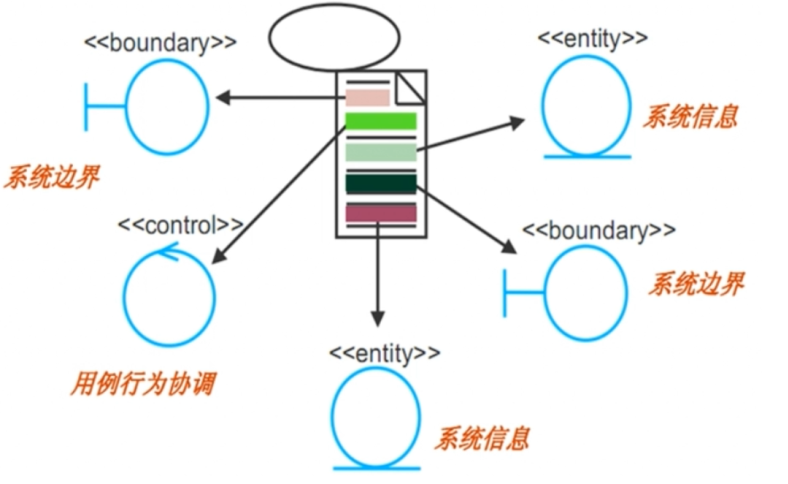 <<boundary>>
<<entity>>
系统信息
系统边界
<<control>>
<<boundary>>
系统边界
用例行为协调
<<entity>>
系统信息